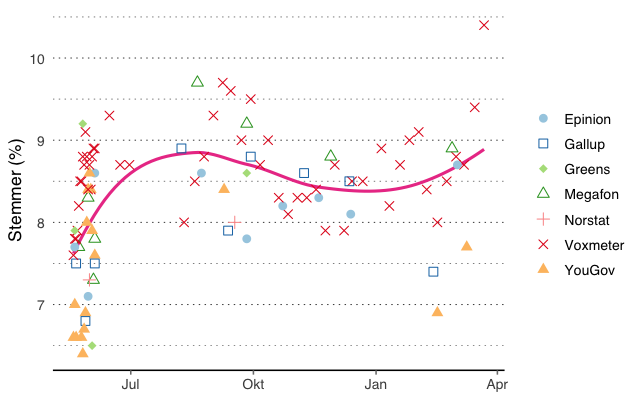 Stemmer (%)
10
9
8
7
Jul
Okt
Jan
Apr
Epinion
Gallup
Greens
Megafon
Norstat
Voxmeter
YouGov